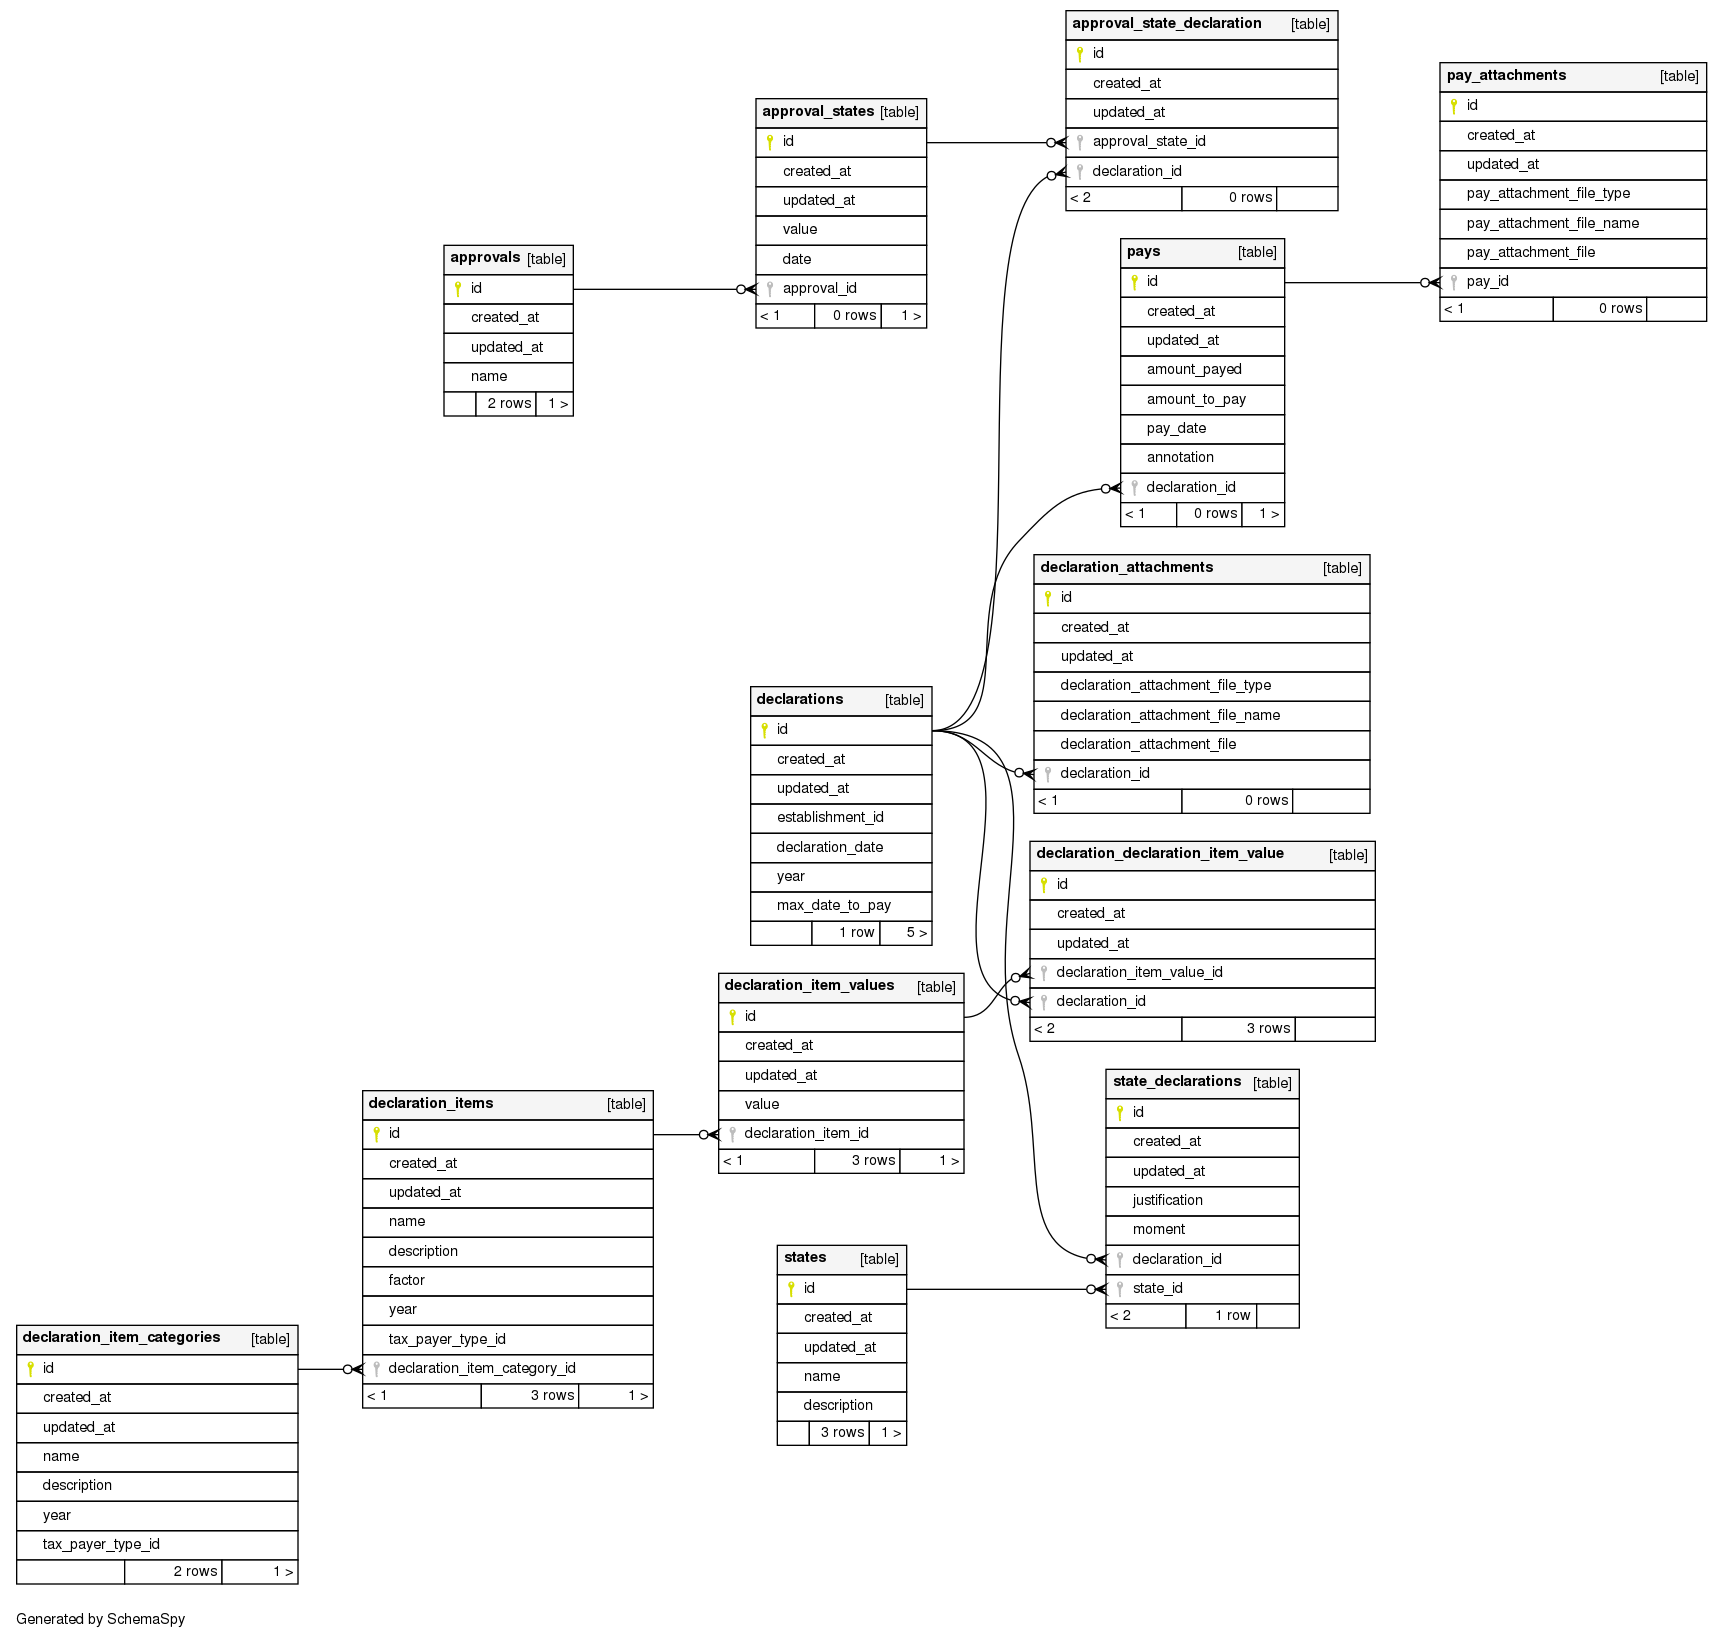 approval_state_declaration [table]
id
created_at
updated_at
approval_state_id
declaration_id
< 2 0 rows
pay_attachments [table]
id
created_at
updated_at
pay_attachment_file_type
pay_attachment_file_name
pay_attachment_file
pay_id
< 1 0 rows
approval_states [table]
id
created_at
updated_at
value
date
approval_id
< 1 0 rows 1 >
approvals [table]
id
created_at
updated_at
name
2 rows 1 >
pays [table]
id
created_at
updated_at
amount_payed
amount_to_pay
pay_date
annotation
declaration_id
< 1 0 rows 1 >
declaration_attachments [table]
id
created_at
updated_at
declaration_attachment_file_type
declaration_attachment_file_name
declaration_attachment_file
declaration_id
< 1 0 rows
declarations [table]
id
created_at
updated_at
establishment_id
declaration_date
year
max_date_to_pay
1 row 5 >
declaration_declaration_item_value [table]
id
created_at
updated_at
declaration_item_value_id
declaration_id
< 2 3 rows
declaration_item_values [table]
id
created_at
updated_at
value
declaration_item_id
< 1 3 rows 1 >
state_declarations [table]
id
created_at
updated_at
justification
moment
declaration_id
state_id
< 2 1 row
declaration_items [table]
id
created_at
updated_at
name
description
factor
year
tax_payer_type_id
declaration_item_category_id
< 1 3 rows 1 >
states [table]
id
created_at
updated_at
name
description
3 rows 1 >
declaration_item_categories [table]
id
created_at
updated_at
name
description
year
tax_payer_type_id
2 rows 1 >
Generated by SchemaSpy